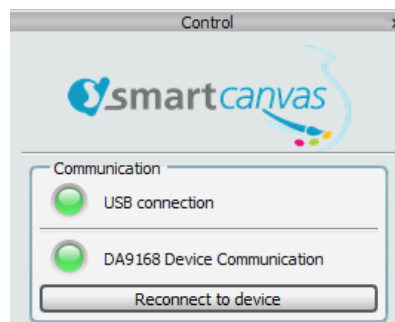 Control
smartcanvas
Communication
USB connection
DA9168 Device Communication
Reconnect to device